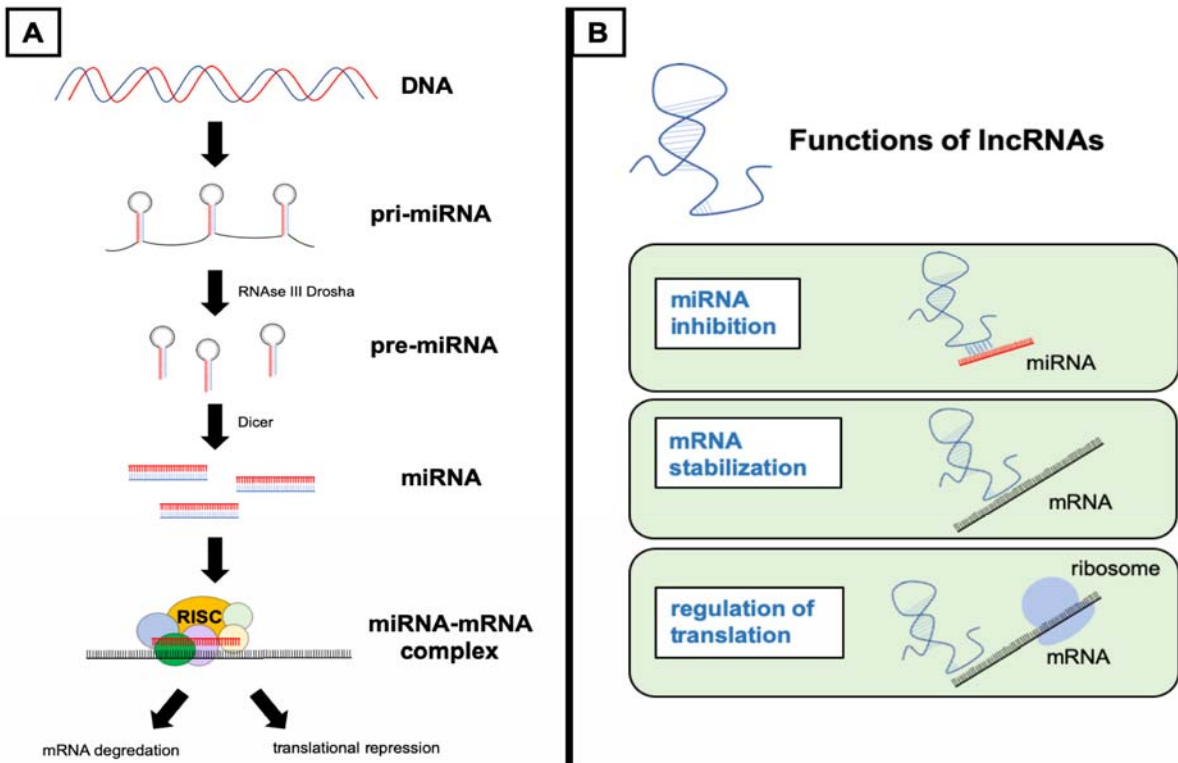 A
DNA
pri-miRNA
RNAse III Drosha
pre-miRNA
Dicer
miRNA
RISC
miRNA-mRNA
complex
mRNA degredation
translational repression
B
Functions of lncRNAs
miRNA
inhibition
miRNA
mRNA
stabilization
mRNA
ribosome
regulation of
translation
mRNA